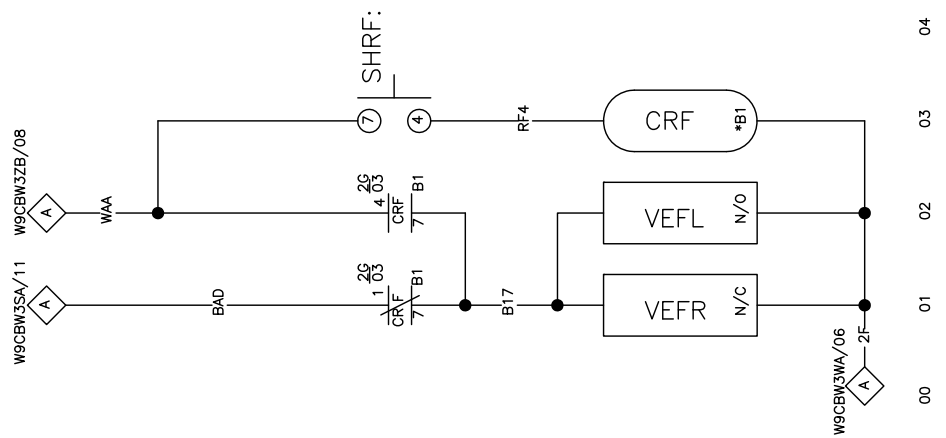 W9CBW3SA/11
A
BAD
2G
03
1
CRF
7
B1
B17
VEFR
N/C
W9CBW3ZB/08
A
WAA
2G
03
4
CRF
7
B1
VEFL
N/O
SHRF:
7
4
RF4
CRF
*B1
W9CBW3WA/06
A
2F
00
01
02
03
04